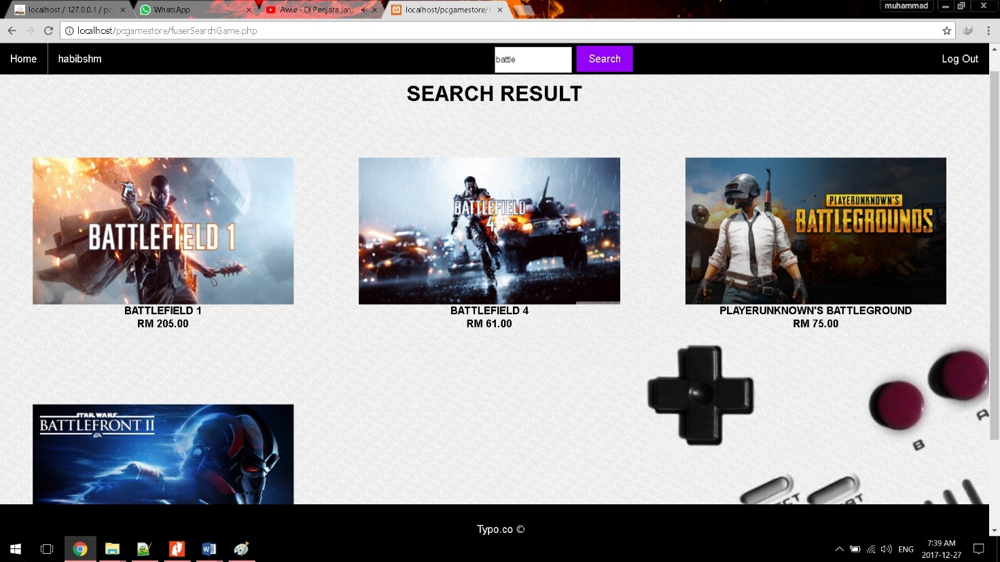 muhammad
localhost / 127.0.0.1 / pc
WhatsApp
Awie - Di Penjara Janj
localhost/pcgamestore/f
localhost/pcgamestore/fuserSearchGame.php
Home
habibshm
battle
Search
Log Out
SEARCH RESULT
BATTLEFIELD 1
BATTLEFIELD
4
PLAYERUNKNOWN'S
BATTLEGROUNDS
BATTLEFIELD 1
RM 205.00
BATTLEFIELD 4
RM 61.00
PLAYERUNKNOWN'S BATTLEGROUND
RM 75.00
STAR WARS
BATTLEFRONT II
EA
A
B
Typo.co ©
ENG
7:39 AM
2017-12-27